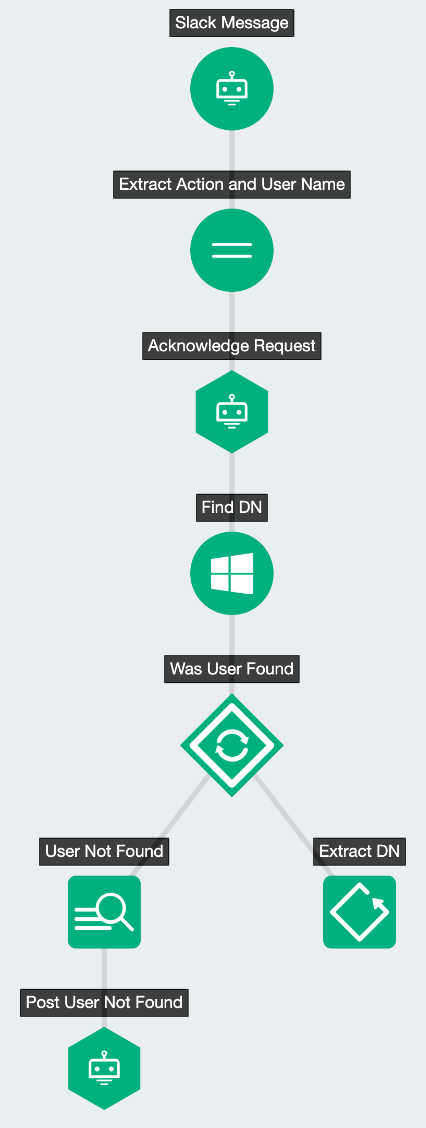 Slack Message
Extract Action and User Name
Acknowledge Request
Find DN
Was User Found
User Not Found
Extract DN
Post User Not Found